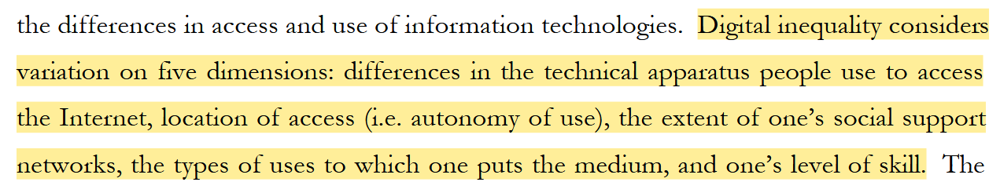 the differences in access and use of information technologies.  Digital inequality considers
variation on five dimensions: differences in the technical apparatus people use to access
the Internet, location of access (i.e. autonomy of use), the extent of one’s social support
networks, the types of uses to which one puts the medium, and one’s level of skill.  The